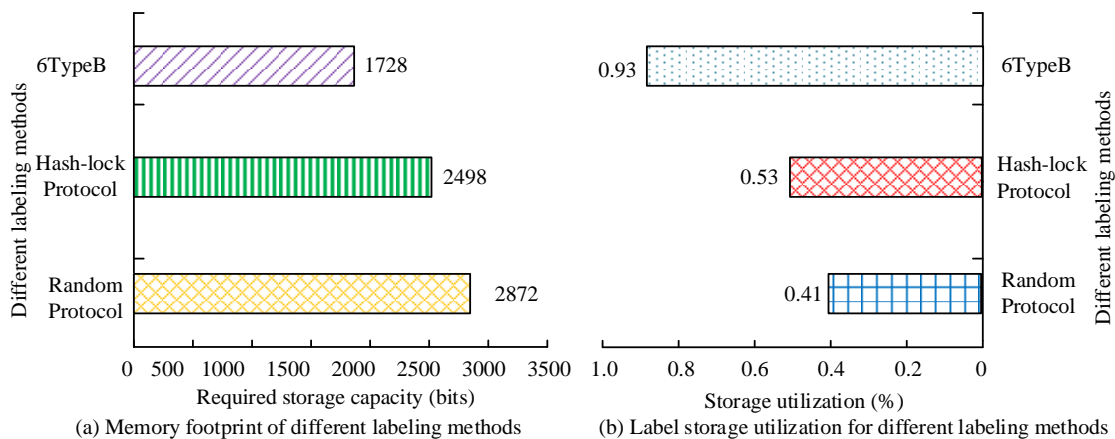 Different labeling methods
6TypeB
1728
Hash-lock
Protocol
2498
Random
Protocol
2872
0 500 1000 1500 2000 2500 3000 3500
Required storage capacity (bits)
(a) Memory footprint of different labeling methods
0.93
6TypeB
0.53
Hash-lock
Protocol
0.41
Random
Protocol
Different labeling methods
1.0 0.8 0.6 0.4 0.2 0
Storage utilization (%)
(b) Label storage utilization for different labeling methods